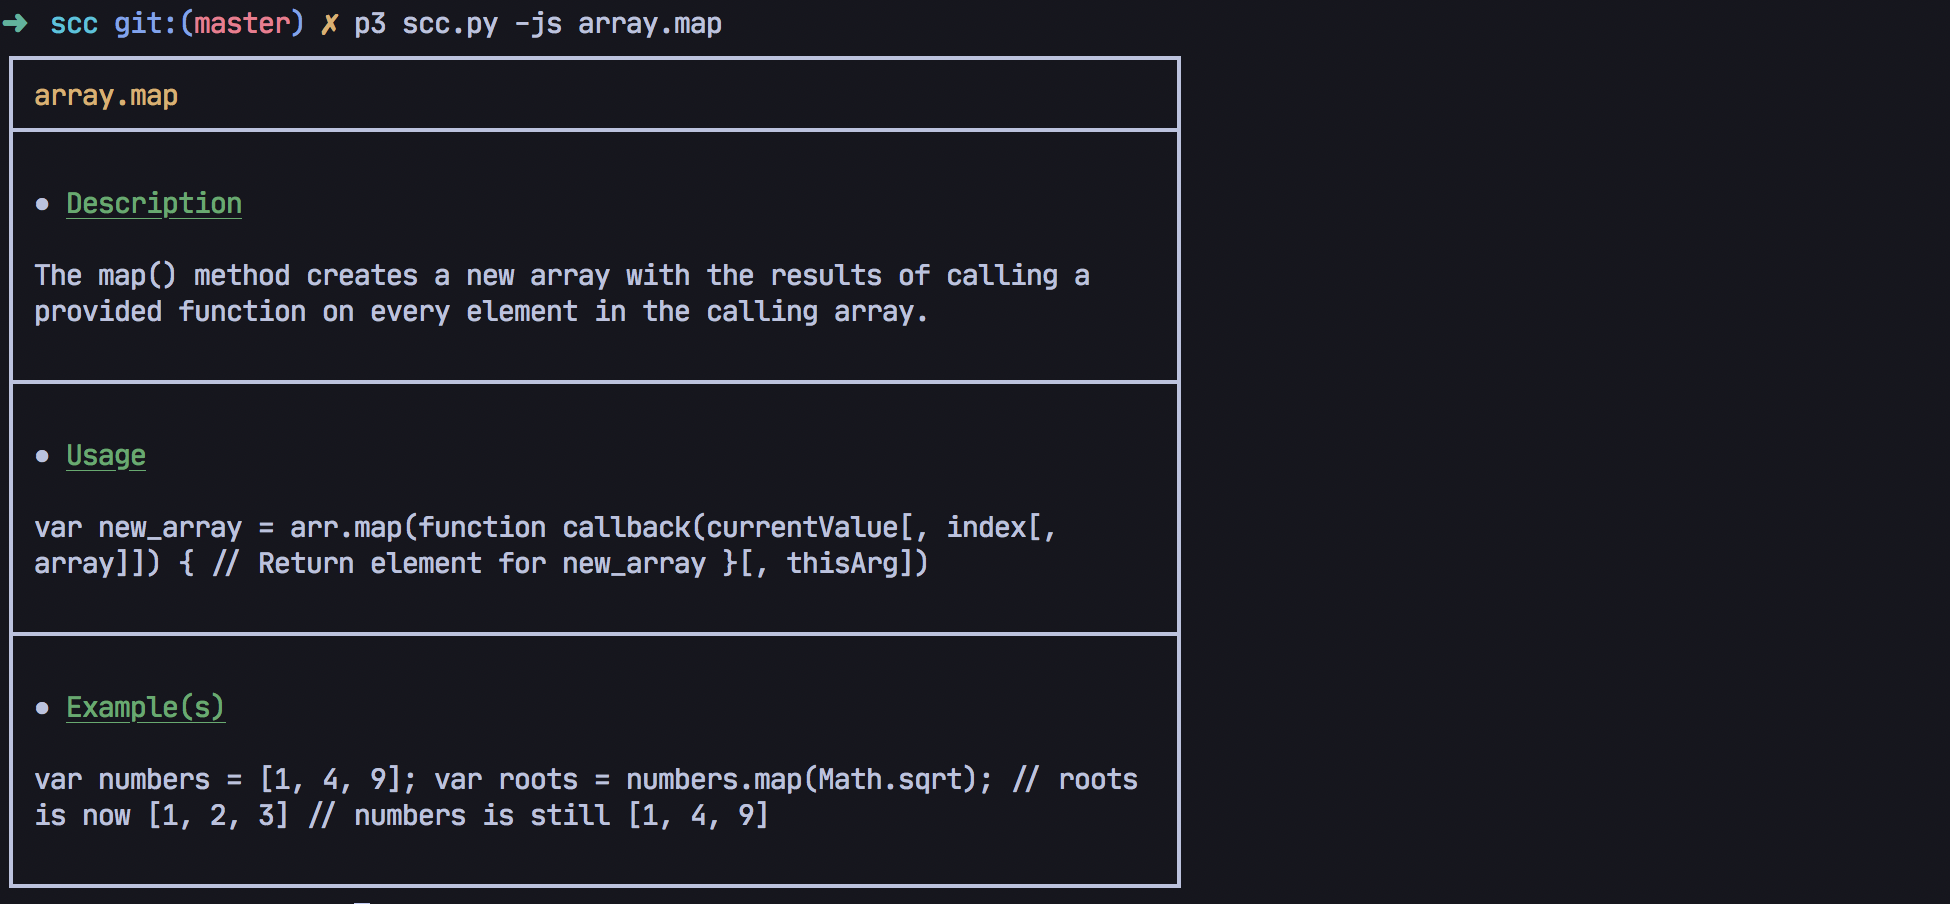 ➜ scc git:(master) ✗ p3 scc.py -js array.map
array.map
● Description
The map() method creates a new array with the results of calling a
provided function on every element in the calling array.
● Usage
var new_array = arr.map(function callback(currentValue[, index[,
array]]) { // Return element for new_array }[, thisArg])
● Example(s)
var numbers = [1, 4, 9]; var roots = numbers.map(Math.sqrt); // roots
is now [1, 2, 3] // numbers is still [1, 4, 9]